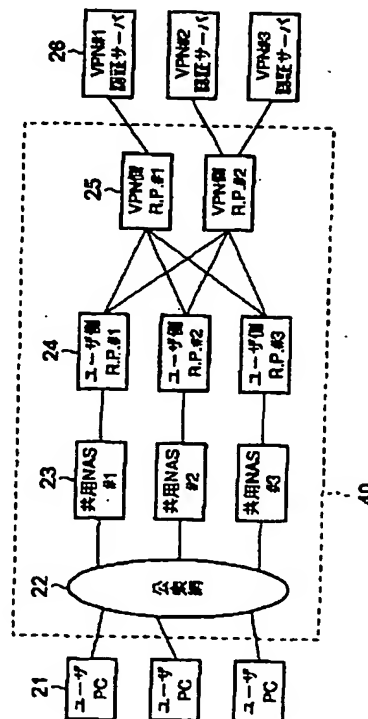 21
ユーザ
PC
ユーザ
PC
ユーザ
PC
22
公衆網
23
共用NAS
#1
共用NAS
#2
共用NAS
#3
24
ユーザ側
R.P.#1
ユーザ側
R.P.#2
ユーザ側
R.P.#3
25
VPN側
R.P.#1
VPN側
R.P.#2
26
VPN#1
認証サーバ
VPN#2
認証サーバ
VPN#3
認証サーバ
40